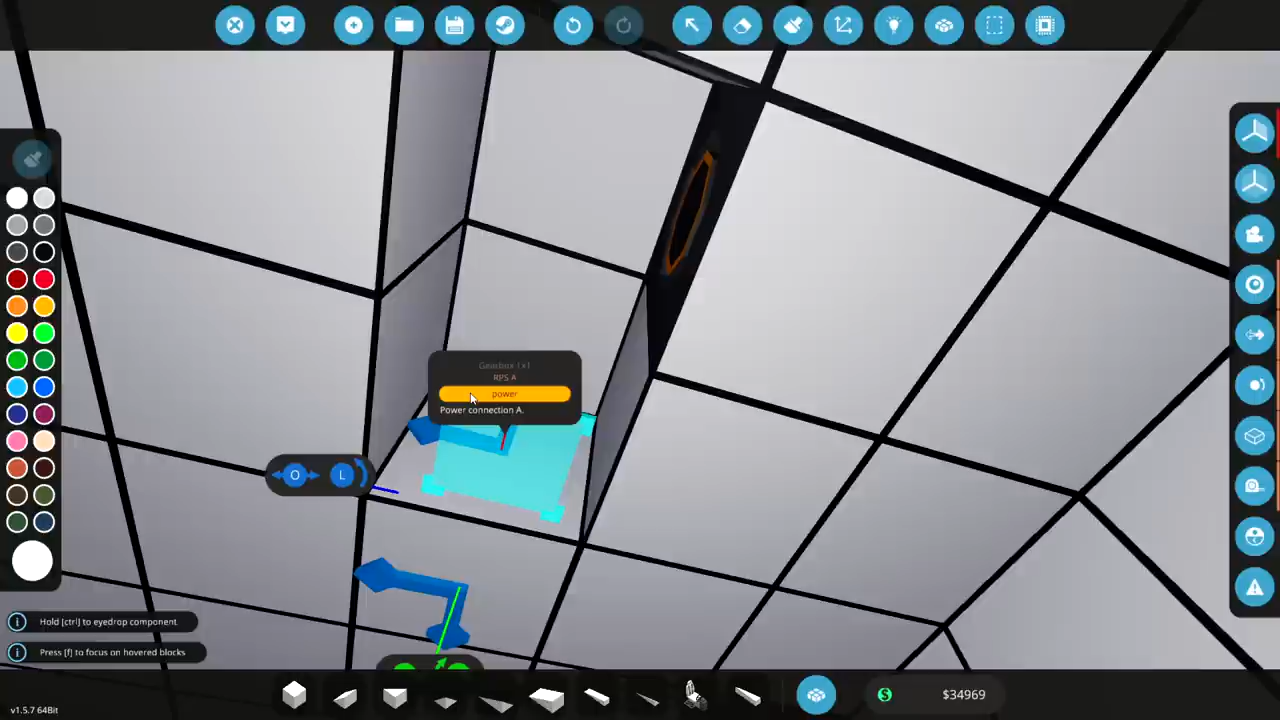 Gearbox 1x1
RPS A
power
Power connection A.
O L
Hold [ctrl] to eyedrop component
Press [f] to focus on hovered blocks
$ $34969
v1.5.7 64Bit